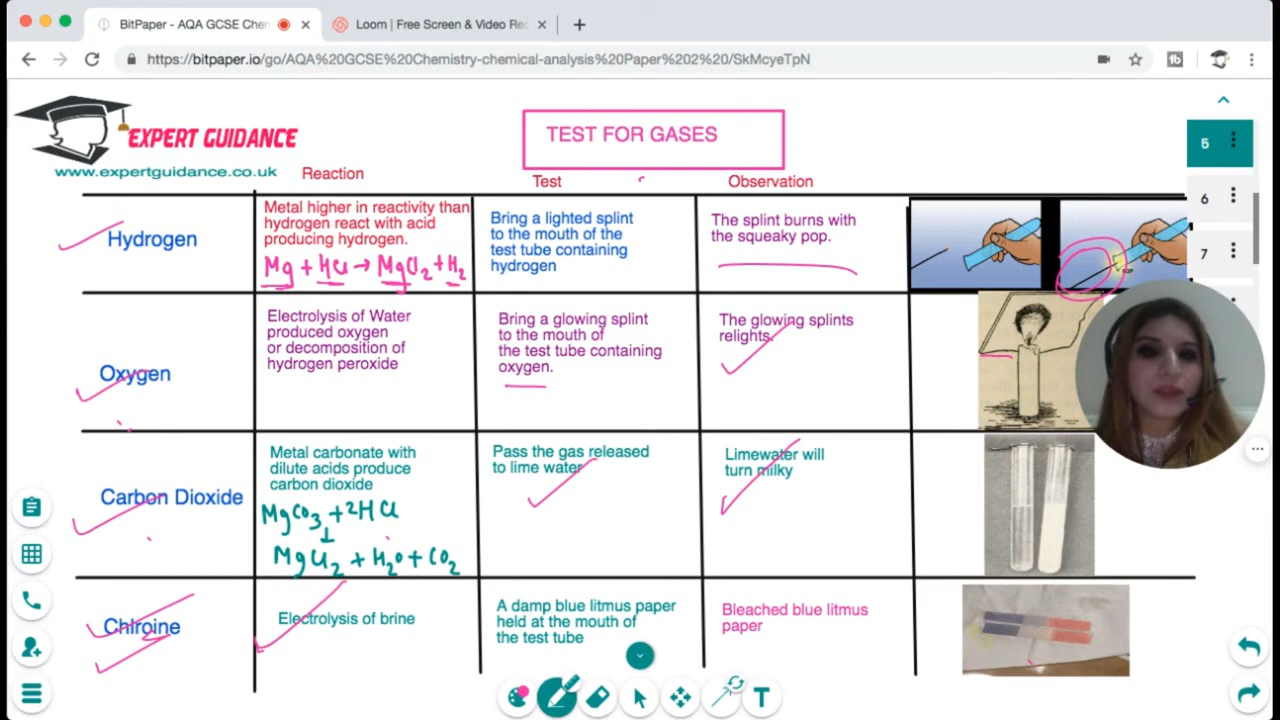 BitPaper - AQA GCSE Chem
Loom | Free Screen & Video Re
https://bitpaper.io/go/AQA%20GCSE%20Chemistry-chemical-analysis%20Paper%202%20/SkMcyeTpN
EXPERT GUIDANCE
www.expertguidance.co.uk
TEST FOR GASES
5
6
7
Reaction
Test
Observation
Hydrogen
Metal higher in reactivity than
hydrogen react with acid
producing hydrogen.
Mg + HCl → MgCl2 + H2
Bring a lighted splint
to the mouth of the
test tube containing
hydrogen
The splint burns with
the squeaky pop.
POP
Oxygen
Electrolysis of Water
produced oxygen
or decomposition of
hydrogen peroxide
Bring a glowing splint
to the mouth of
the test tube containing
oxygen.
The glowing splints
relights.
Carbon Dioxide
Metal carbonate with
dilute acids produce
carbon dioxide
MgCO3 + 2HCl
↓
MgCl2 + H2O + CO2
Pass the gas released
to lime water
Limewater will
turn milky
Chlroine
Electrolysis of brine
A damp blue litmus paper
held at the mouth of
the test tube
Bleached blue litmus
paper
T